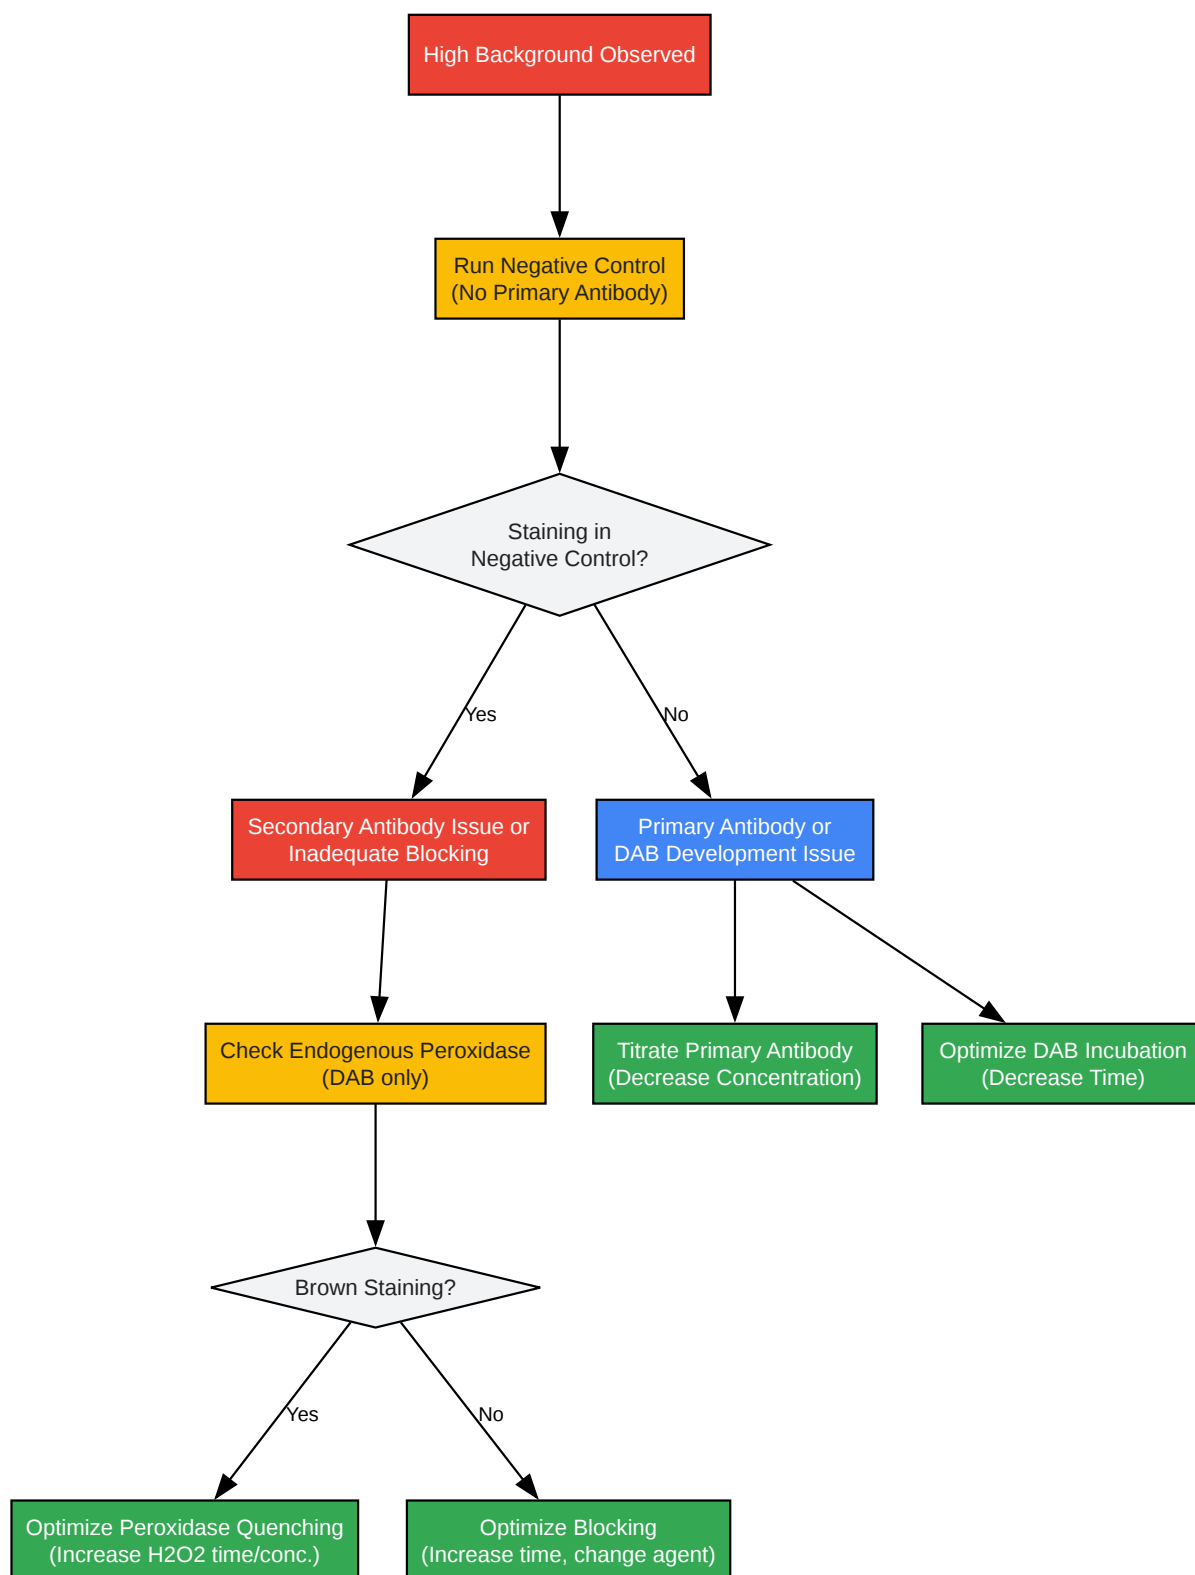 High Background Observed
Run Negative Control
(No Primary Antibody)
Staining in
Negative Control?
Yes
No
Secondary Antibody Issue or
Inadequate Blocking
Primary Antibody or
DAB Development Issue
Check Endogenous Peroxidase
(DAB only)
Titrate Primary Antibody
(Decrease Concentration)
Optimize DAB Incubation
(Decrease Time)
Brown Staining?
Yes
No
Optimize Peroxidase Quenching
(Increase H2O2 time/conc.)
Optimize Blocking
(Increase time, change agent)